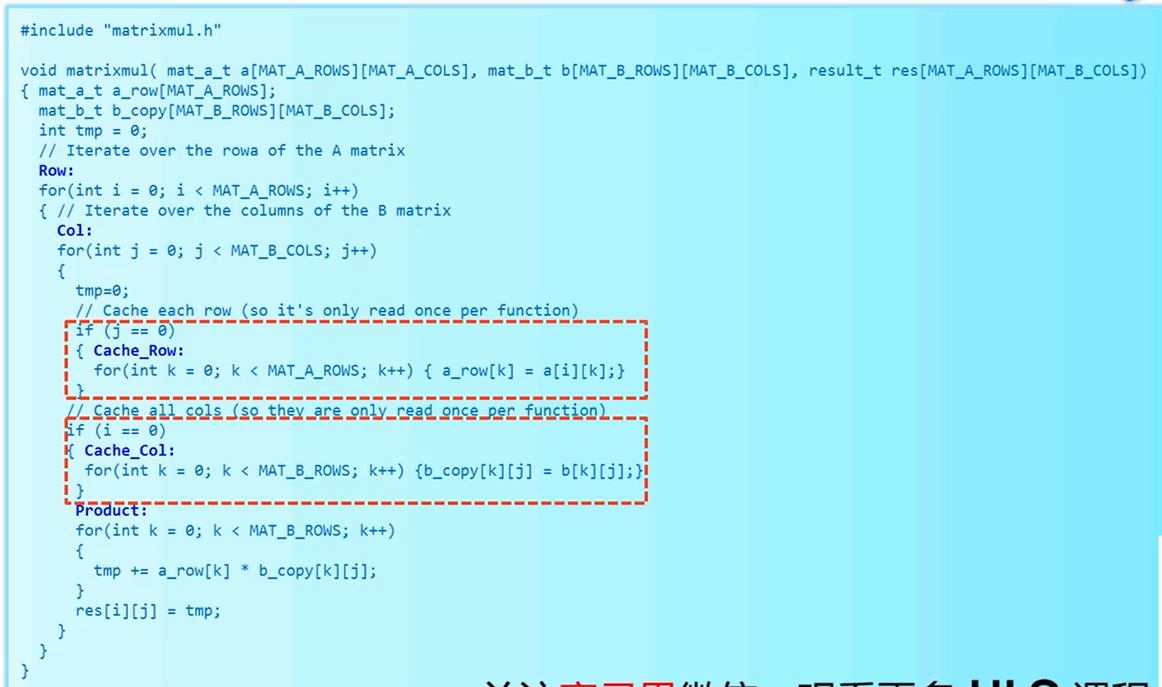 #include "matrixmul.h"
void matrixmul( mat_a_t a[MAT_A_ROWS][MAT_A_COLS], mat_b_t b[MAT_B_ROWS][MAT_B_COLS], result_t res[MAT_A_ROWS][MAT_B_COLS])
{ mat_a_t a_row[MAT_A_ROWS];
mat_b_t b_copy[MAT_B_ROWS][MAT_B_COLS];
int tmp = 0;
// Iterate over the rowa of the A matrix
Row:
for(int i = 0; i < MAT_A_ROWS; i++)
{ // Iterate over the columns of the B matrix
Col:
for(int j = 0; j < MAT_B_COLS; j++)
{
tmp=0;
// Cache each row (so it's only read once per function)
if (j == 0)
{ Cache_Row:
for(int k = 0; k < MAT_A_ROWS; k++) { a_row[k] = a[i][k];}
}
// Cache all cols (so they are only read once per function)
if (i == 0)
{ Cache_Col:
for(int k = 0; k < MAT_B_ROWS; k++) {b_copy[k][j] = b[k][j];}
}
Product:
for(int k = 0; k < MAT_B_ROWS; k++)
{
tmp += a_row[k] * b_copy[k][j];
}
res[i][j] = tmp;
}
}
}